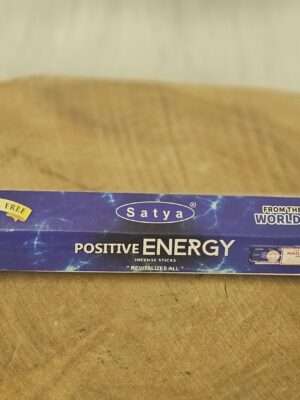 FREE
Satya®
FROM THE
WORLD
POSITIVE ENERGY
INCENSE STICKS
"REVITALIZES ALL"